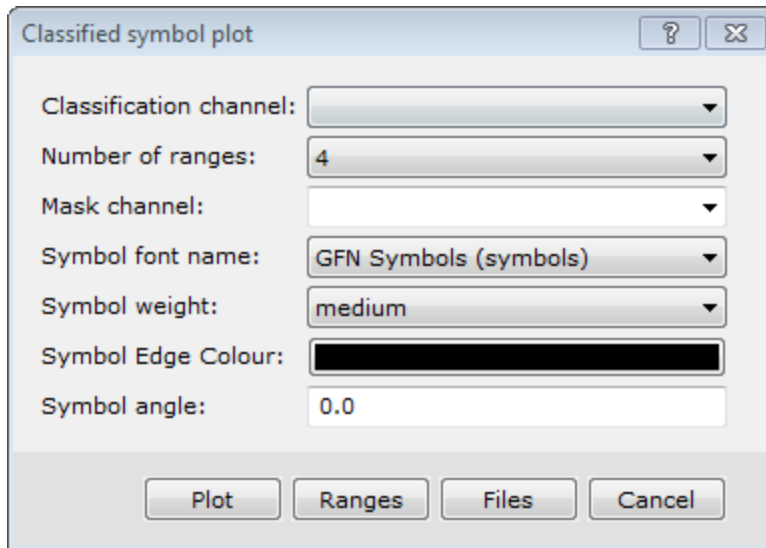 Classified symbol plot
Classification channel:
Number of ranges: 4
Mask channel:
Symbol font name: GFN Symbols (symbols)
Symbol weight: medium
Symbol Edge Colour:
Symbol angle: 0.0
Plot Ranges Files Cancel